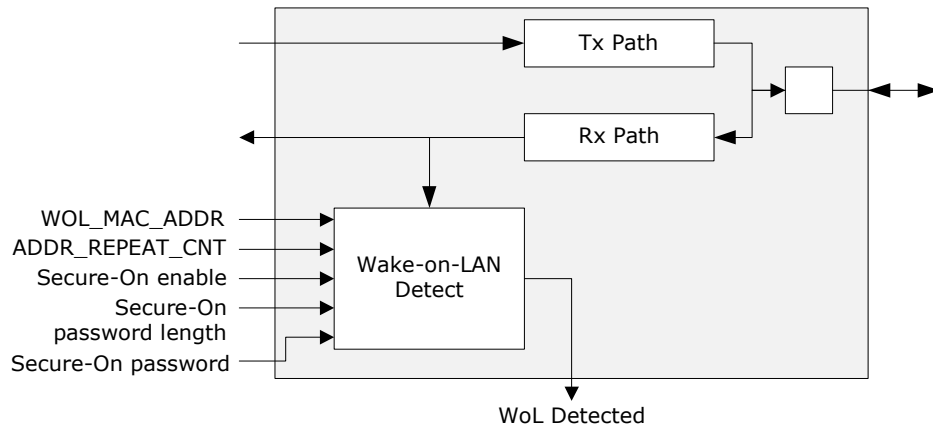 Tx Path
Rx Path
WOL_MAC_ADDR
ADDR_REPEAT_CNT
Secure-On enable
Secure-On
password length
Secure-On password
Wake-on-LAN
Detect
WoL Detected